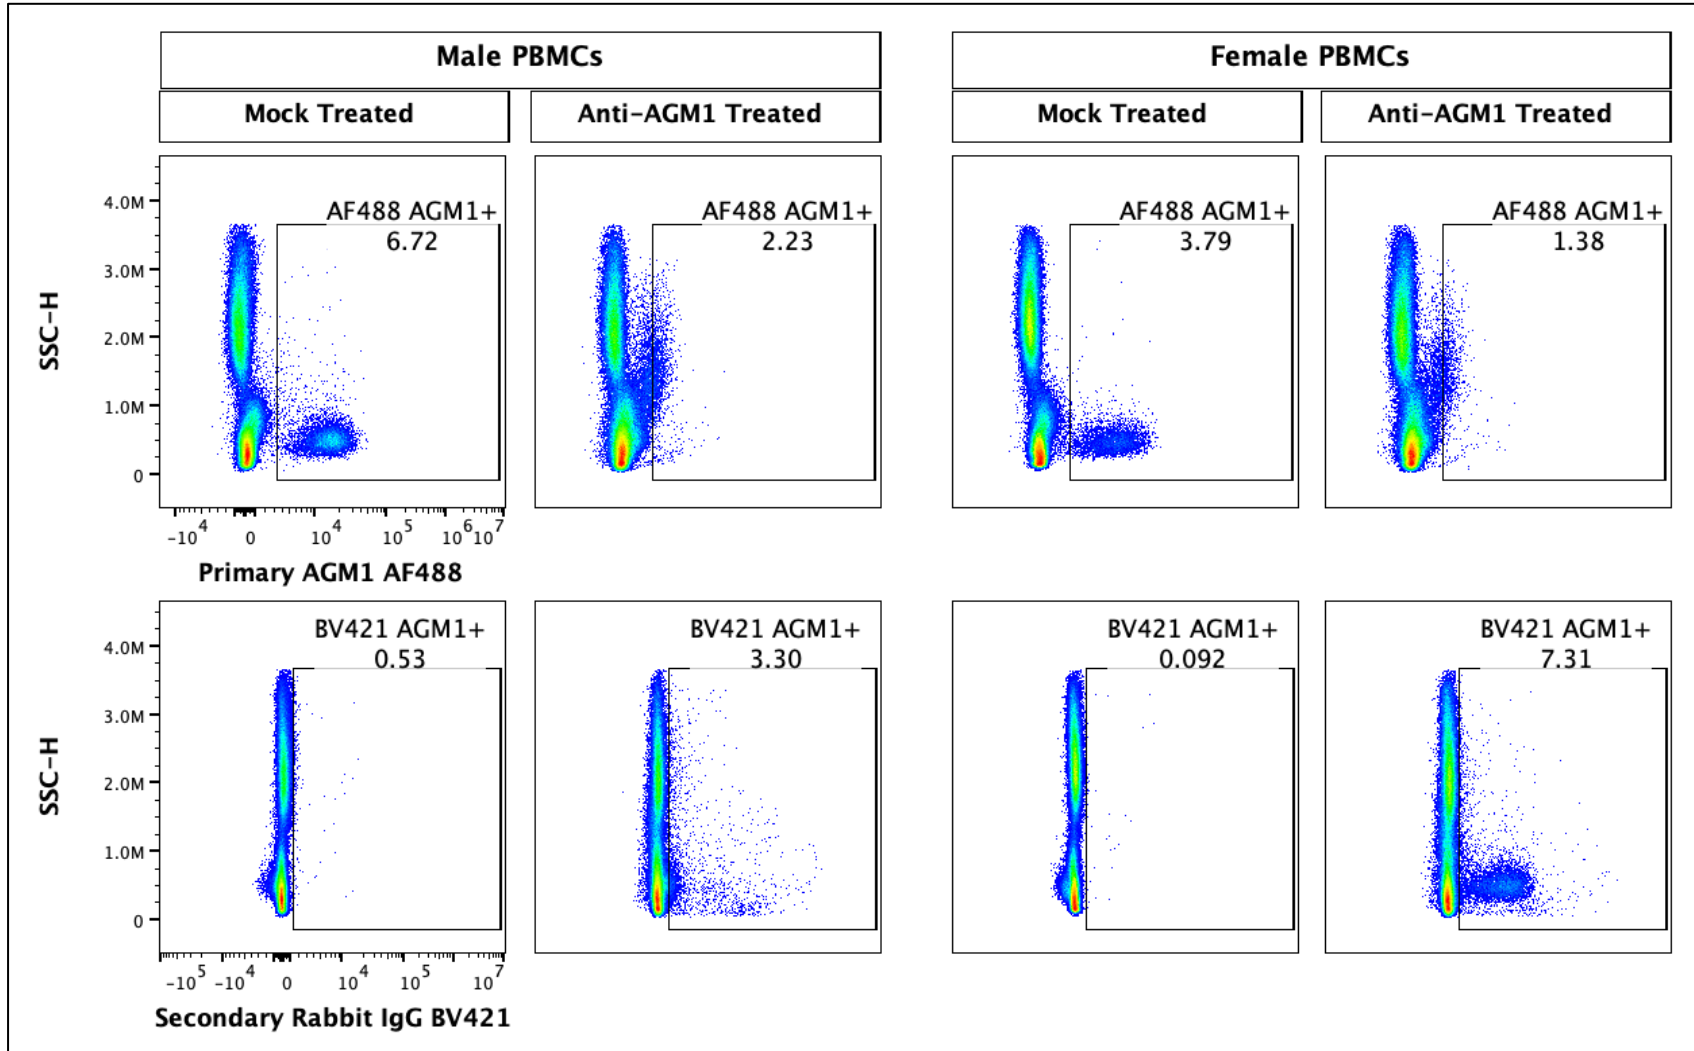 Male PBMCs
Female PBMCs
Mock Treated
Anti-AGM1 Treated
Mock Treated
Anti-AGM1 Treated
SSC-H
4.0M
3.0M
2.0M
1.0M
0
AF488 AGM1+
6.72
AF488 AGM1+
2.23
AF488 AGM1+
3.79
AF488 AGM1+
1.38
-10^4 0 10^4 10^5 10^6 10^7
Primary AGM1 AF488
SSC-H
4.0M
3.0M
2.0M
1.0M
0
BV421 AGM1+
0.53
BV421 AGM1+
3.30
BV421 AGM1+
0.092
BV421 AGM1+
7.31
-10^5 -10^4 0 10^4 10^5 10^7
Secondary Rabbit IgG BV421